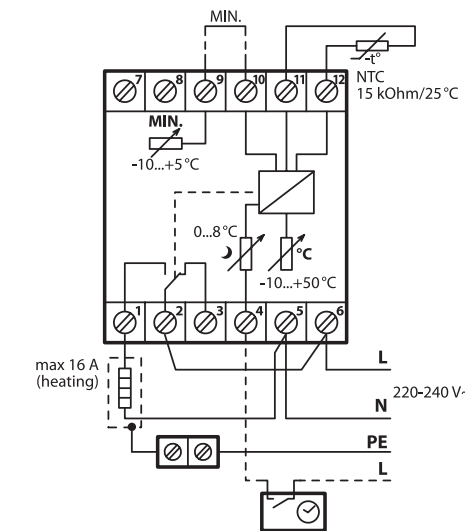 MIN.
-t°
NTC
15 kOhm/25°C
7 8 9 10 11 12
MIN.
-10...+5°C
0...8°C
°C
-10...+50°C
1 2 3 4 5 6
max 16 A
(heating)
L
220-240 V~
N
PE
L